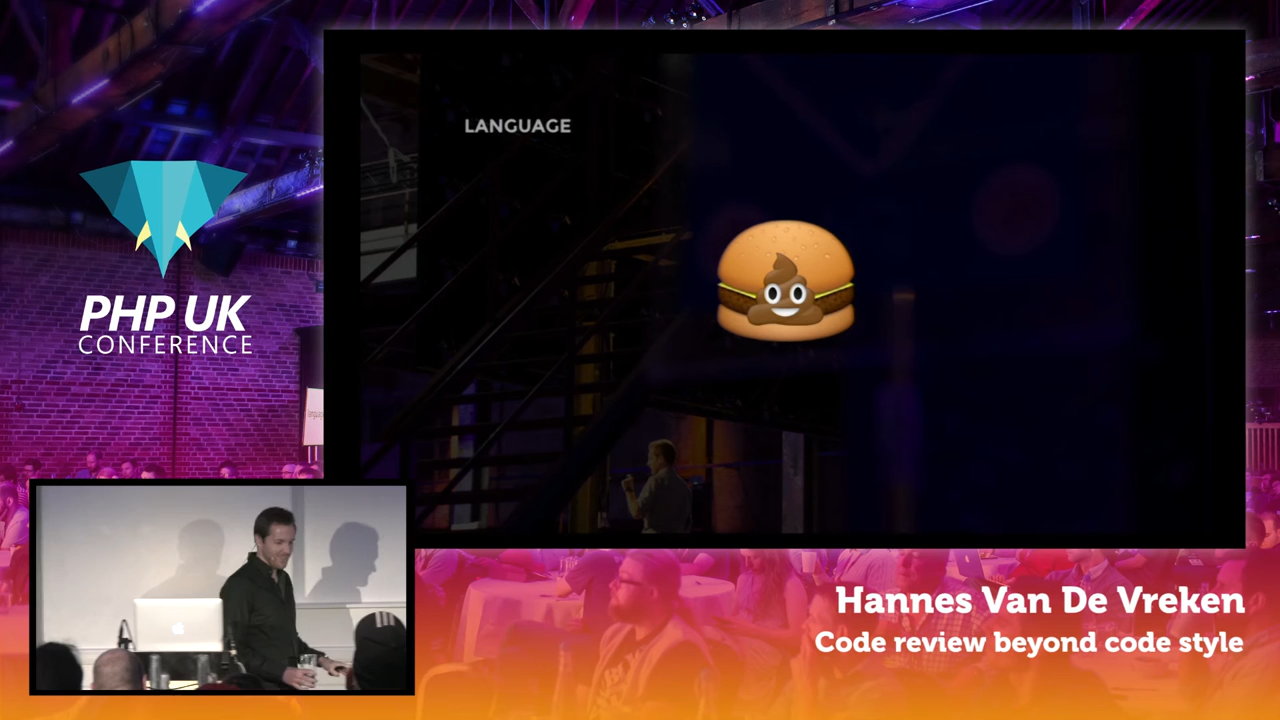 LANGUAGE
PHP UK
CONFERENCE
Hannes Van De Vreken
Code review beyond code style